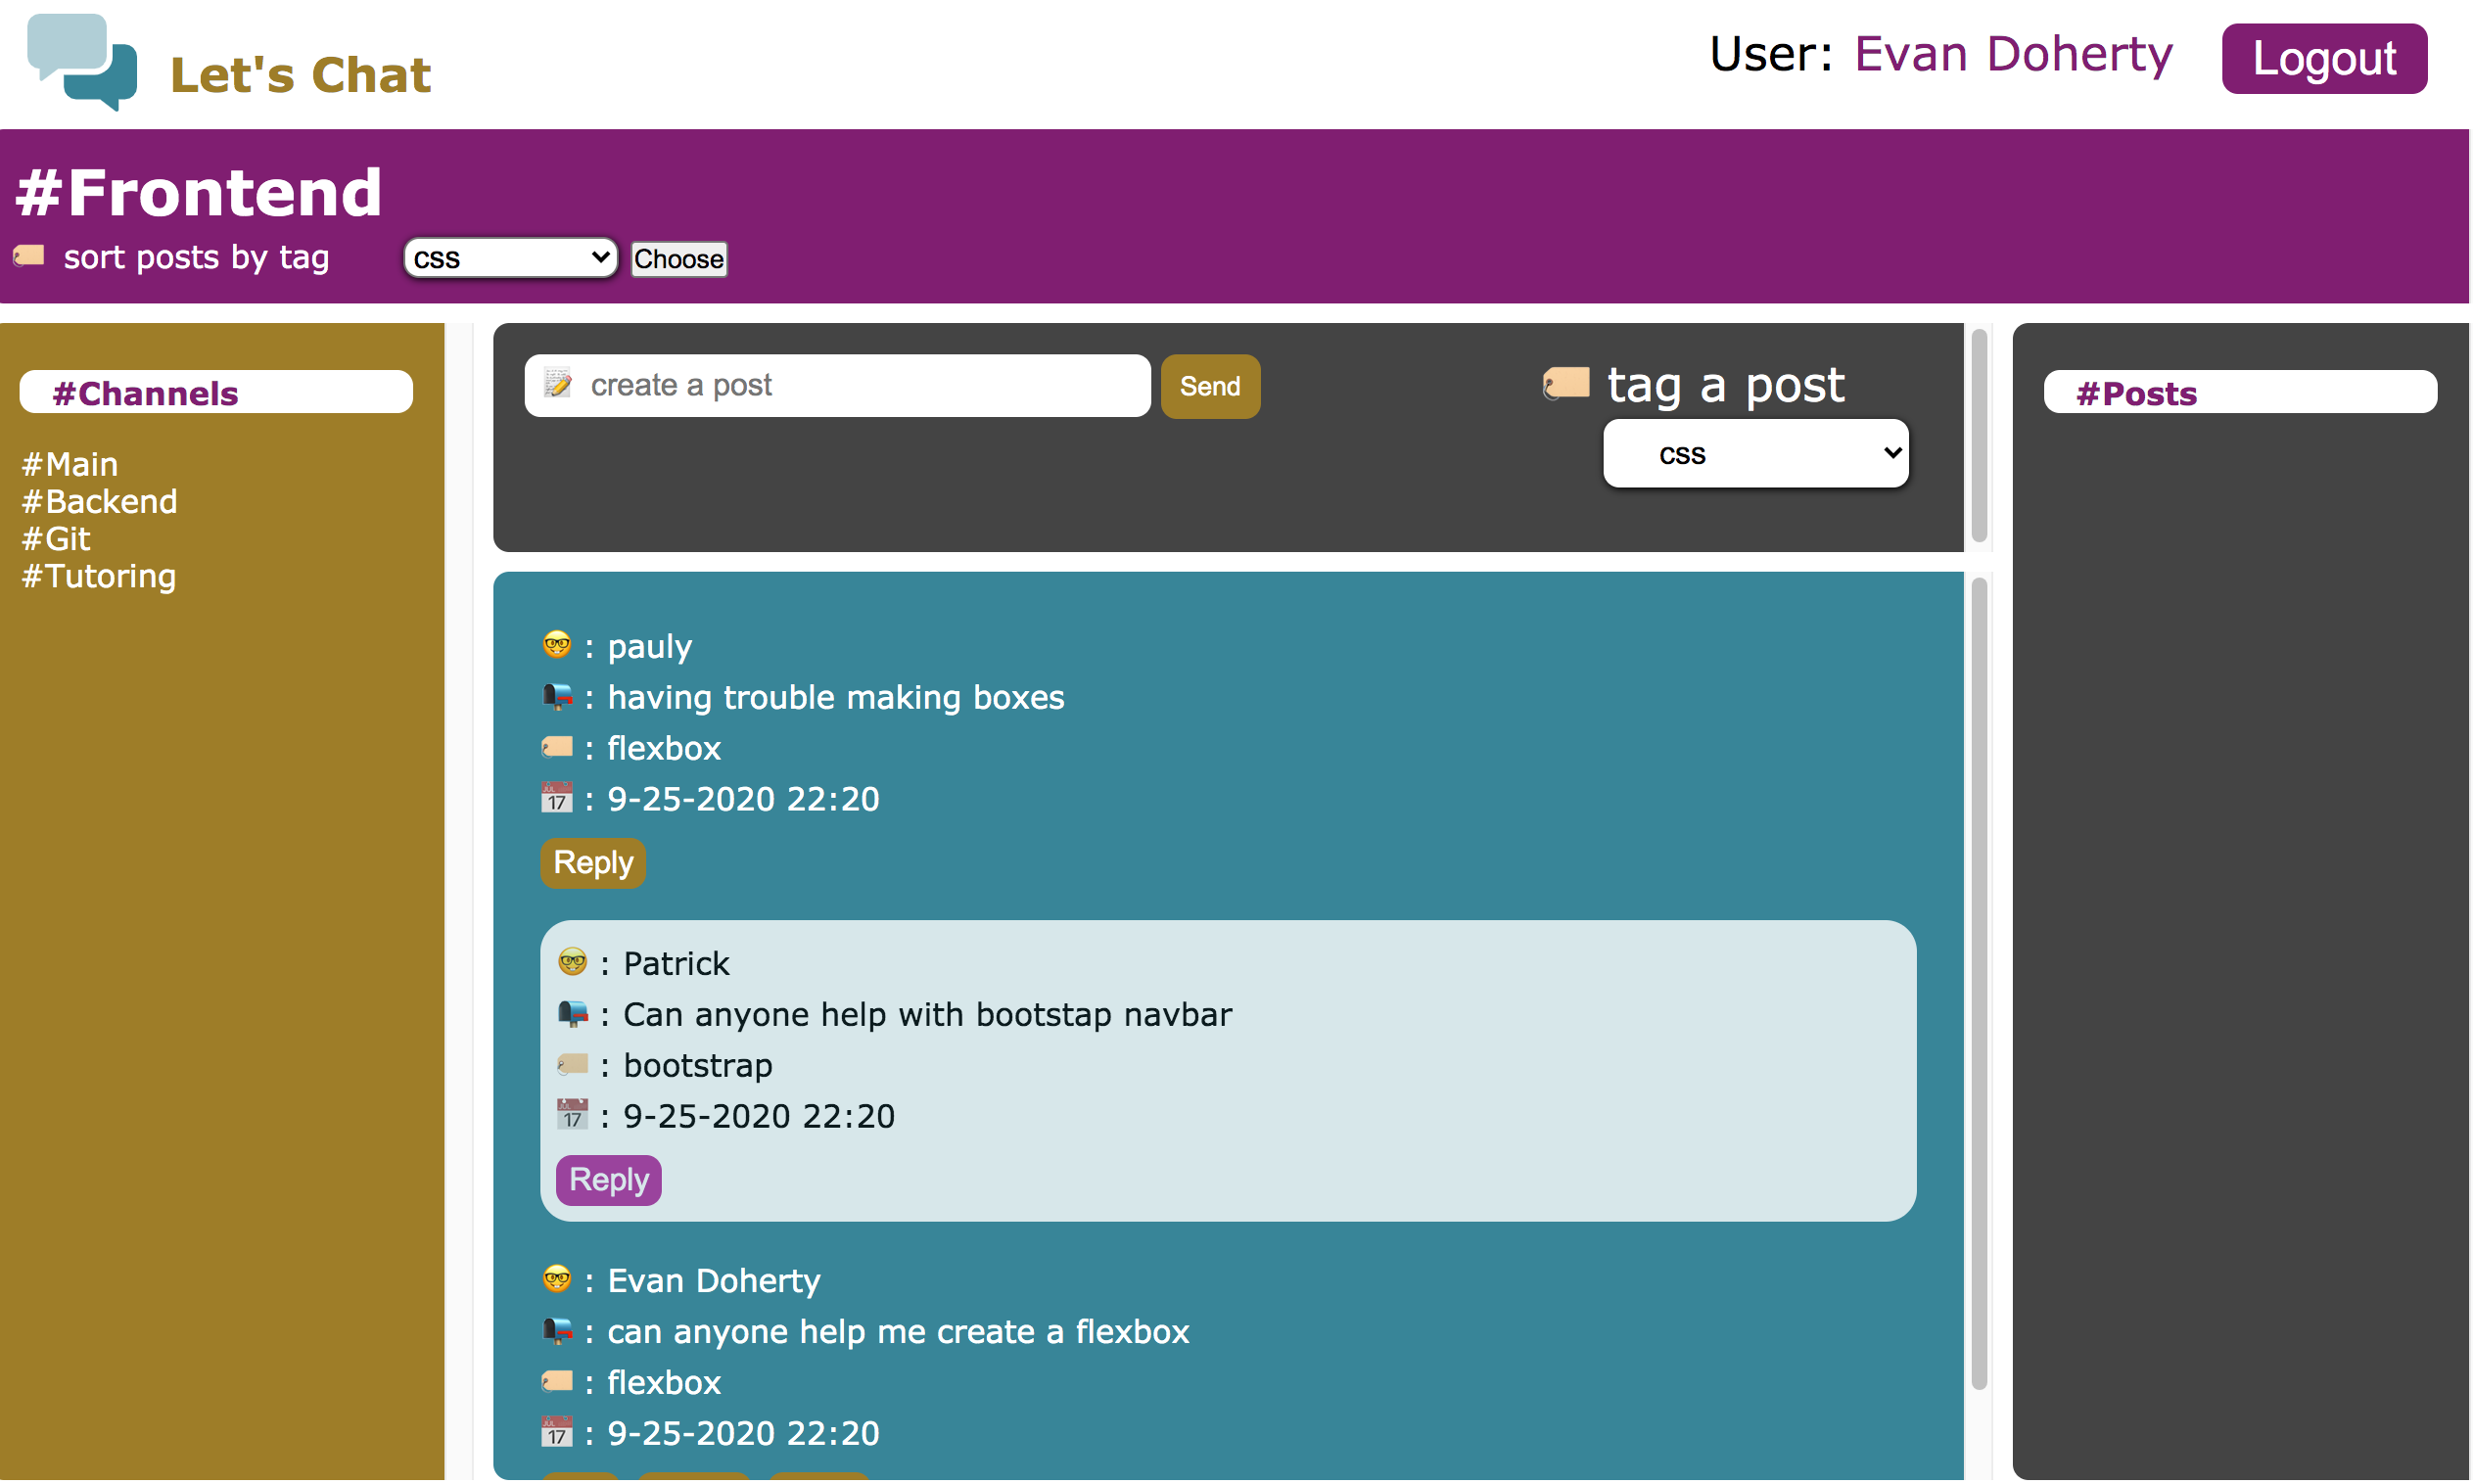 Let's Chat
User: Evan Doherty
Logout
#Frontend
sort posts by tag
css
Choose
#Channels
#Main
#Backend
#Git
#Tutoring
create a post
Send
tag a post
css
: pauly
: having trouble making boxes
: flexbox
: 9-25-2020 22:20
Reply
: Patrick
: Can anyone help with bootstap navbar
: bootstrap
: 9-25-2020 22:20
Reply
: Evan Doherty
: can anyone help me create a flexbox
: flexbox
: 9-25-2020 22:20
#Posts